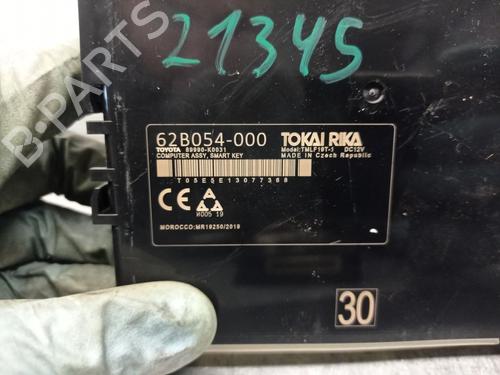 21345
B-PARTS
62B054-000 TOKAI RIKA
TOYOTA 89990-K0031 Model:TMLF19T-1 DC12V
COMPUTER ASSY, SMART KEY MADE IN Czech Republic
T05E5E13077388
CE
N005 19
MOROCCO:MR19250/2019
30